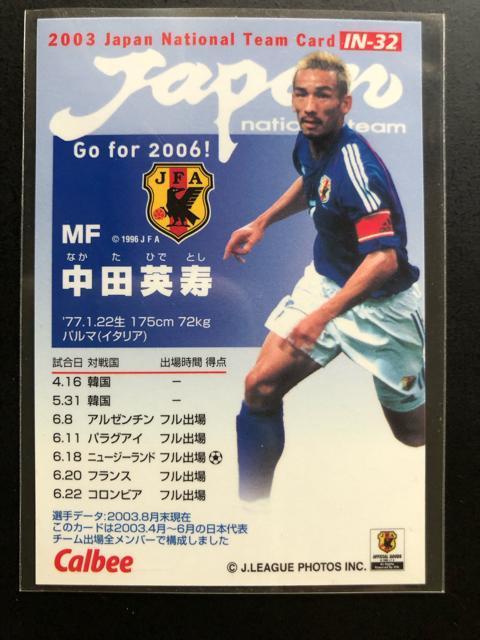 2003 Japan National Team Card IN-32
Japan
national team
Go for 2006!
JFA
MF © 1996 J F A
なか た ひで とし
中田英寿
'77.1.22生 175cm 72kg
パルマ(イタリア)
試合日 対戦国 出場時間 得点
4.16 韓国 －
5.31 韓国 －
6.8 アルゼンチン フル出場
6.11 パラグアイ フル出場
6.18 ニュージーランド フル出場
6.20 フランス フル出場
6.22 コロンビア フル出場
選手データ:2003.8月末現在
このカードは2003.4月～6月の日本代表
チーム出場全メンバーで構成しました
Calbee
OFFICIAL GOODS
© J.LEAGUE PHOTOS INC.